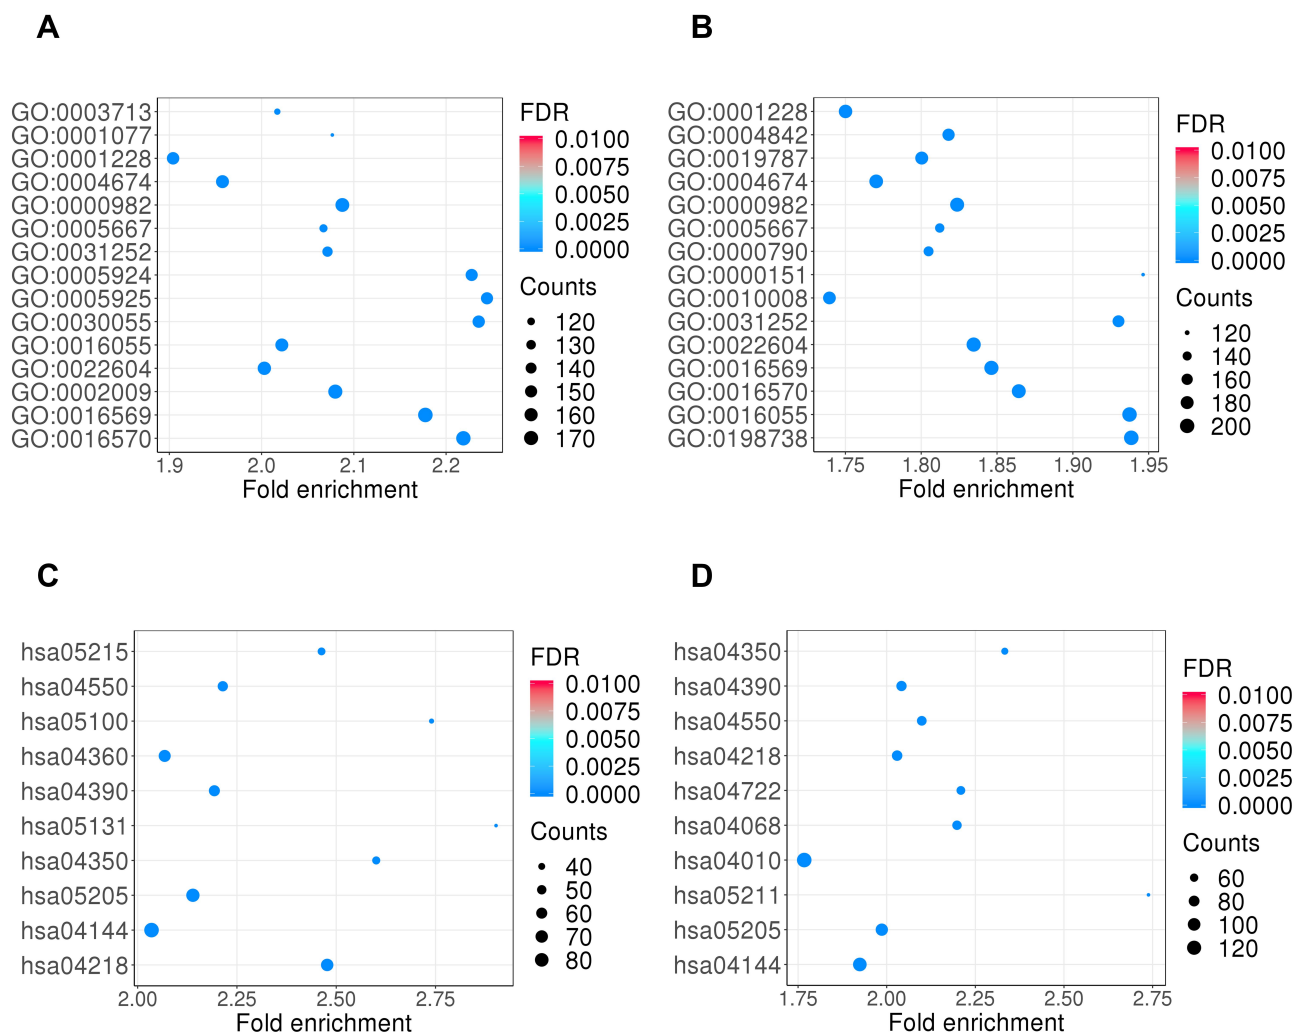 A
GO:0003713
GO:0001077
GO:0001228
GO:0004674
GO:0000982
GO:0005667
GO:0031252
GO:0005924
GO:0005925
GO:0030055
GO:0016055
GO:0022604
GO:0002009
GO:0016569
GO:0016570
1.9 2.0 2.1 2.2
Fold enrichment
FDR
0.0100
0.0075
0.0050
0.0025
0.0000
Counts
120
130
140
150
160
170
B
GO:0001228
GO:0004842
GO:0019787
GO:0004674
GO:0000982
GO:0005667
GO:0000790
GO:0000151
GO:0010008
GO:0031252
GO:0022604
GO:0016569
GO:0016570
GO:0016055
GO:0198738
1.75 1.80 1.85 1.90 1.95
Fold enrichment
FDR
0.0100
0.0075
0.0050
0.0025
0.0000
Counts
120
140
160
180
200
C
hsa05215
hsa04550
hsa05100
hsa04360
hsa04390
hsa05131
hsa04350
hsa05205
hsa04144
hsa04218
2.00 2.25 2.50 2.75
Fold enrichment
FDR
0.0100
0.0075
0.0050
0.0025
0.0000
Counts
40
50
60
70
80
D
hsa04350
hsa04390
hsa04550
hsa04218
hsa04722
hsa04068
hsa04010
hsa05211
hsa05205
hsa04144
1.75 2.00 2.25 2.50 2.75
Fold enrichment
FDR
0.0100
0.0075
0.0050
0.0025
0.0000
Counts
60
80
100
120